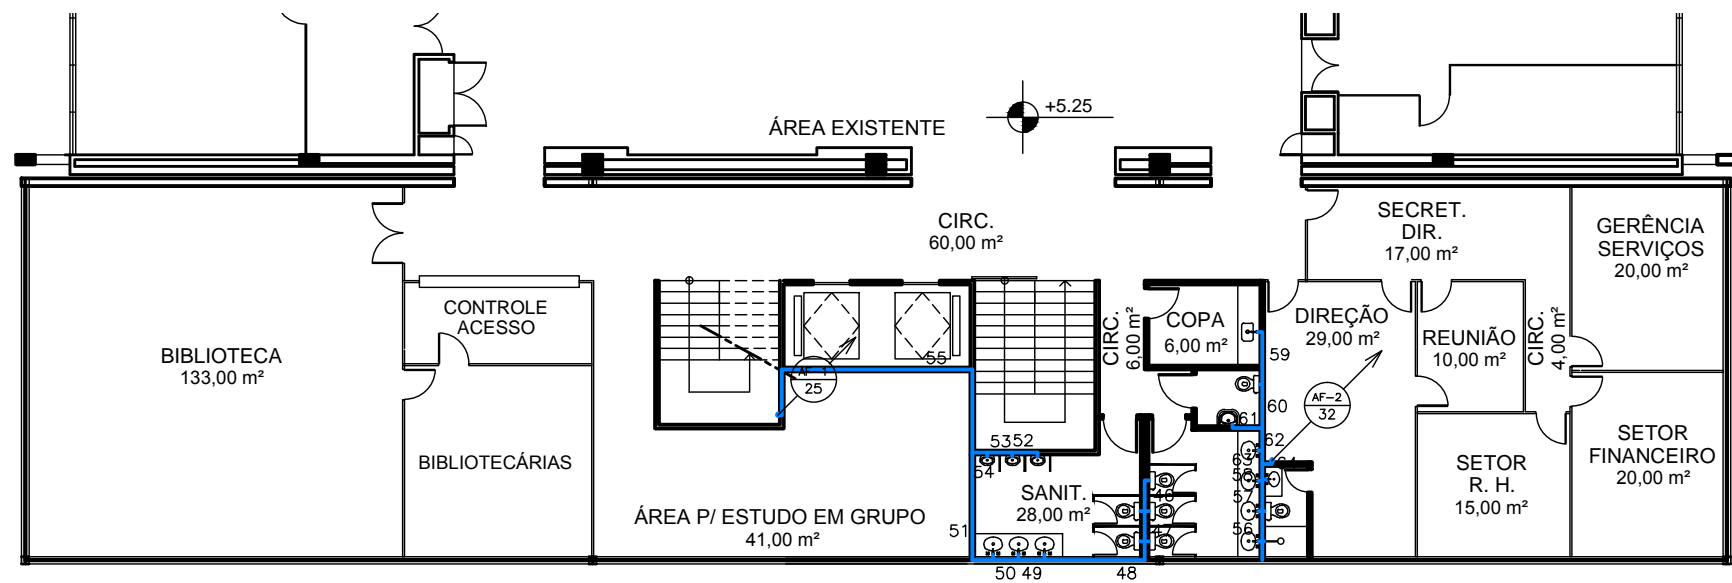 +5.25
ÁREA EXISTENTE
CIRC.
60,00 m²
SECRET.
DIR.
17,00 m²
GERÊNCIA
SERVIÇOS
20,00 m²
CONTROLE
ACESSO
BIBLIOTECA
133,00 m²
55
AF-1
25
CIRC.
6,00 m²
COPA
6,00 m²
59
DIREÇÃO
29,00 m²
REUNIÃO
10,00 m²
CIRC.
4,00 m²
60
AF-2
32
61
62
BIBLIOTECÁRIAS
5352
54
SANIT.
28,00 m²
46
57
SETOR
R. H.
15,00 m²
SETOR
FINANCEIRO
20,00 m²
ÁREA P/ ESTUDO EM GRUPO
41,00 m²
51
47
56
50 49
48